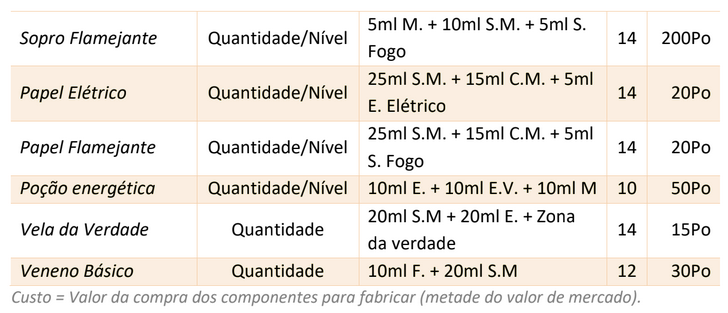 Sopro Flamejante Quantidade/Nível 5ml M. + 10ml S.M. + 5ml S. 14 200Po
Fogo
Papel Elétrico Quantidade/Nível 25ml S.M. + 15ml C.M. + 5ml 14 20Po
E. Elétrico
Papel Flamejante Quantidade/Nível 25ml S.M. + 15ml C.M. + 5ml 14 20Po
S. Fogo
Poção energética Quantidade/Nível 10ml E. + 10ml E.V. + 10ml M 10 50Po
Vela da Verdade Quantidade 20ml S.M + 20ml E. + Zona 14 15Po
da verdade
Veneno Básico Quantidade 10ml F. + 20ml S.M 12 30Po
Custo = Valor da compra dos componentes para fabricar (metade do valor de mercado).